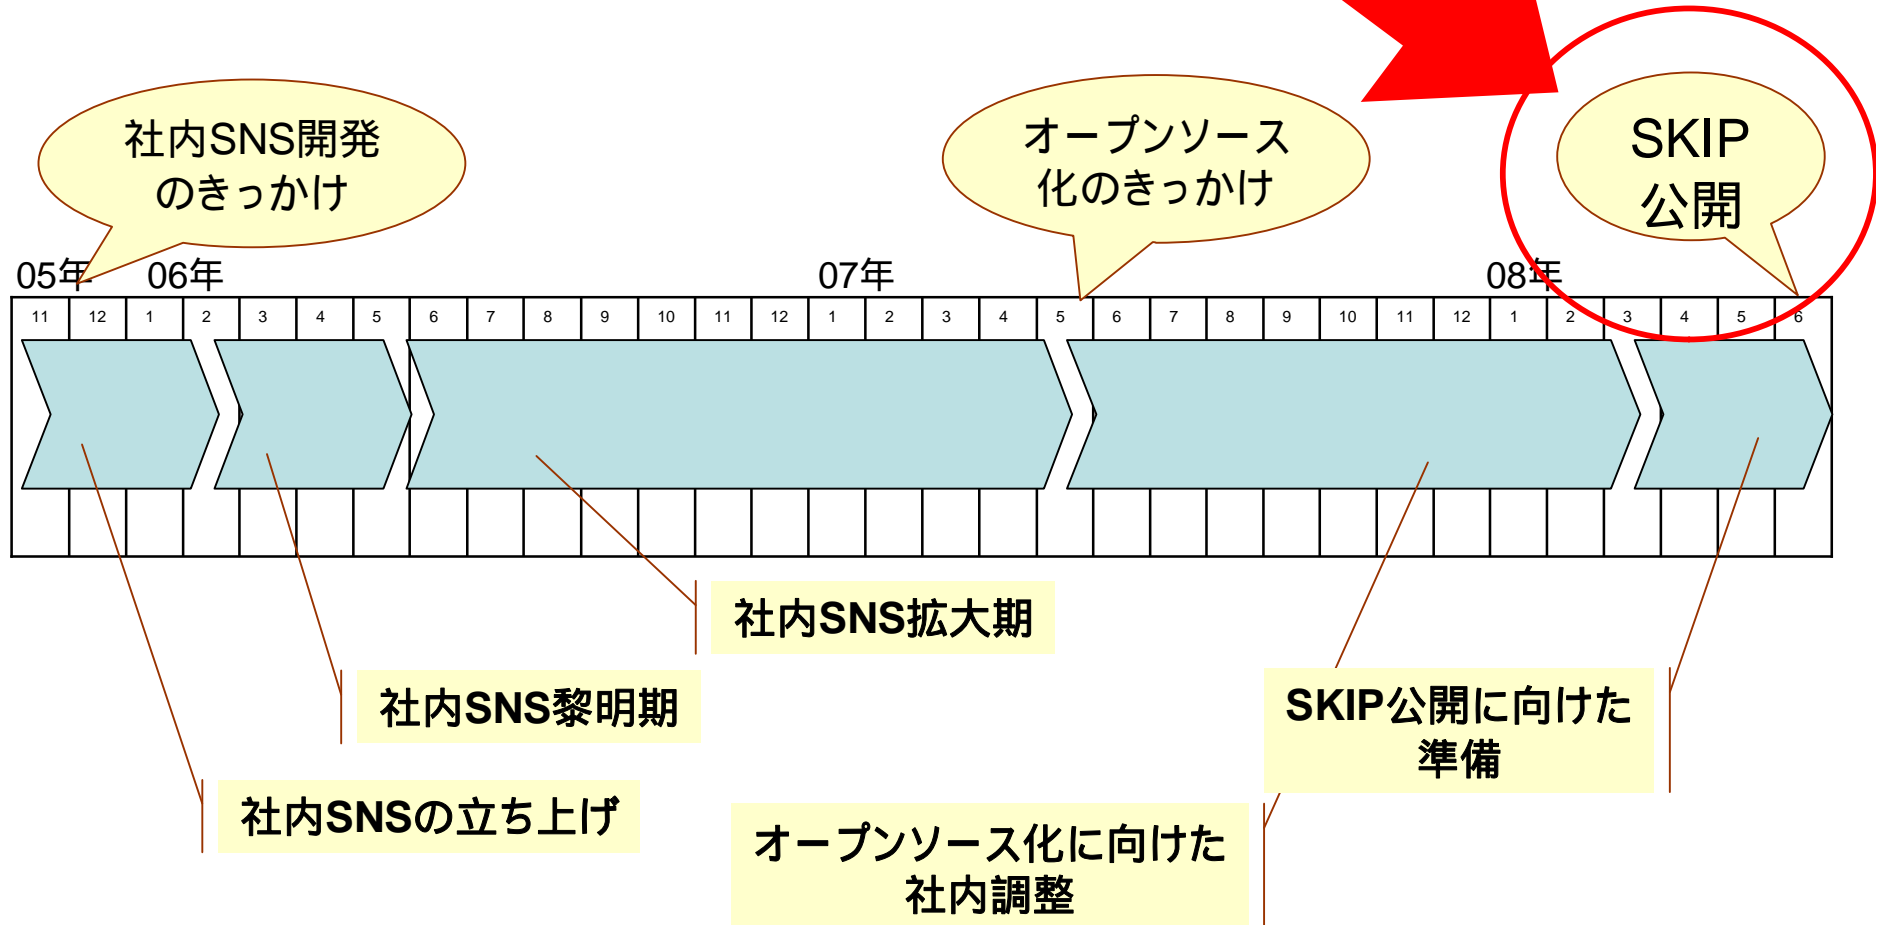 社内SNS開発
のきっかけ
オープンソース
化のきっかけ
SKIP
公開
05年 06年 07年 08年
11 12 1 2 3 4 5 6 7 8 9 10 11 12 1 2 3 4 5 6 7 8 9 10 11 12 1 2 3 4 5 6
社内SNS拡大期
社内SNS黎明期
SKIP公開に向けた
準備
社内SNSの立ち上げ
オープンソース化に向けた
社内調整